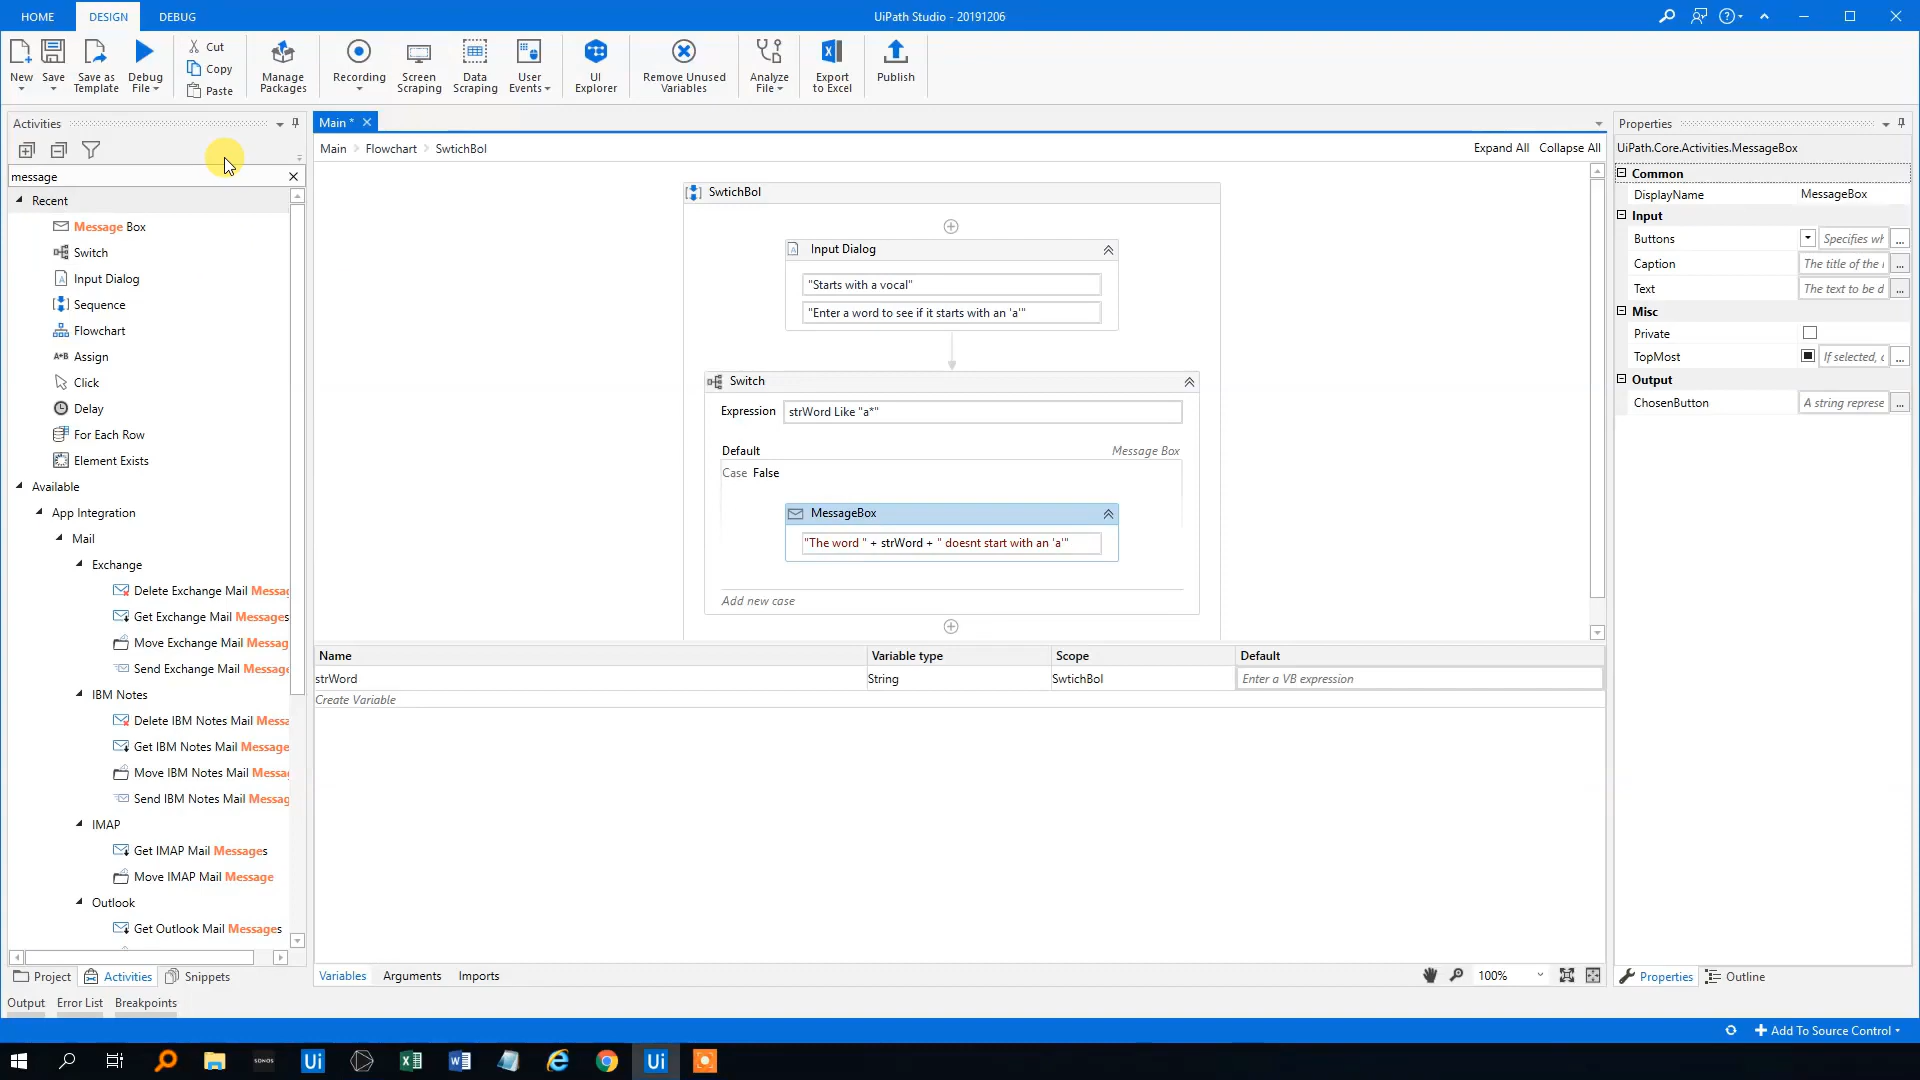 HOME DESIGN DEBUG
UiPath Studio - 20191206
New
Save
Save as Template
Debug File
Cut
Copy
Paste
Manage Packages
Recording
Screen Scraping
Data Scraping
User Events
UI Explorer
Remove Unused Variables
Analyze File
Export to Excel
Publish
Activities
message
Recent
Message Box
Switch
Input Dialog
Sequence
Flowchart
A+B Assign
Click
Delay
For Each Row
Element Exists
Available
App Integration
Mail
Exchange
Delete Exchange Mail Messag
Get Exchange Mail Messages
Move Exchange Mail Messag
Send Exchange Mail Message
IBM Notes
Delete IBM Notes Mail Messa
Get IBM Notes Mail Message
Move IBM Notes Mail Messag
Send IBM Notes Mail Messag
IMAP
Get IMAP Mail Messages
Move IMAP Mail Message
Outlook
Get Outlook Mail Messages
Project Activities Snippets
Output Error List Breakpoints
Main *
Main Flowchart SwtichBol
Expand All Collapse All
SwtichBol
Input Dialog
"Starts with a vocal"
"Enter a word to see if it starts with an 'a'"
Switch
Expression strWord Like "a*"
Default Message Box
Case False
MessageBox
"The word " + strWord + " doesnt start with an 'a'"
Add new case
Name Variable type Scope Default
strWord String SwtichBol Enter a VB expression
Create Variable
Variables Arguments Imports
100%
Properties
UiPath.Core.Activities.MessageBox
Common
DisplayName MessageBox
Input
Buttons Specifies wh ...
Caption The title of the ...
Text The text to be d ...
Misc
Private
TopMost If selected, ...
Output
ChosenButton A string represe ...
Properties Outline
Add To Source Control
SONOS
Ui
Ui